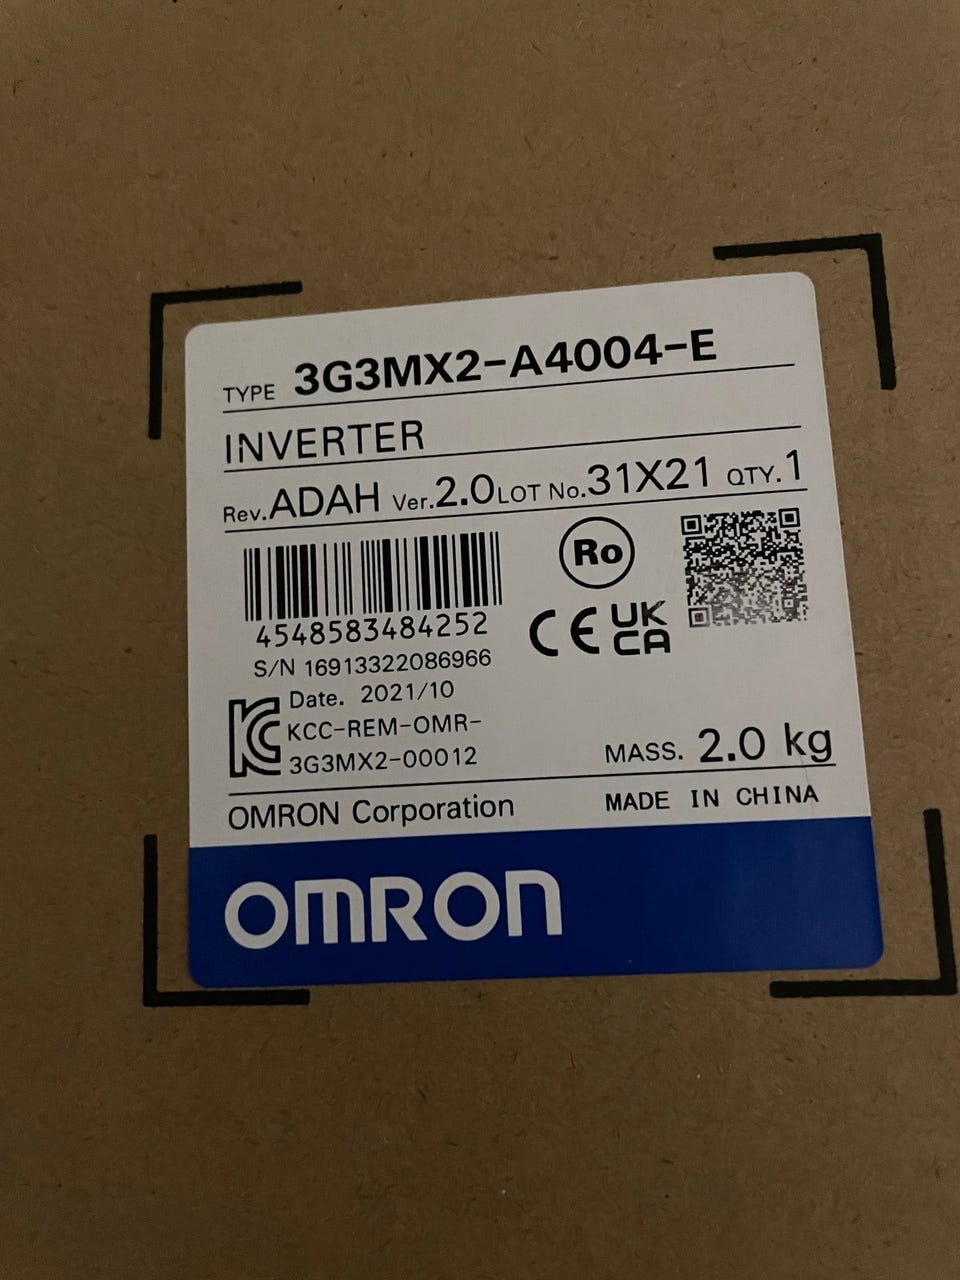 TYPE 3G3MX2-A4004-E
INVERTER
Rev.ADAH Ver.2.0 LOT No.31X21 QTY.1
Ro
4548583484252
CE UK
CA
S/N 16913322086966
Date. 2021/10
KCC-REM-OMR-
3G3MX2-00012
MASS. 2.0 kg
OMRON Corporation
MADE IN CHINA
OMRON